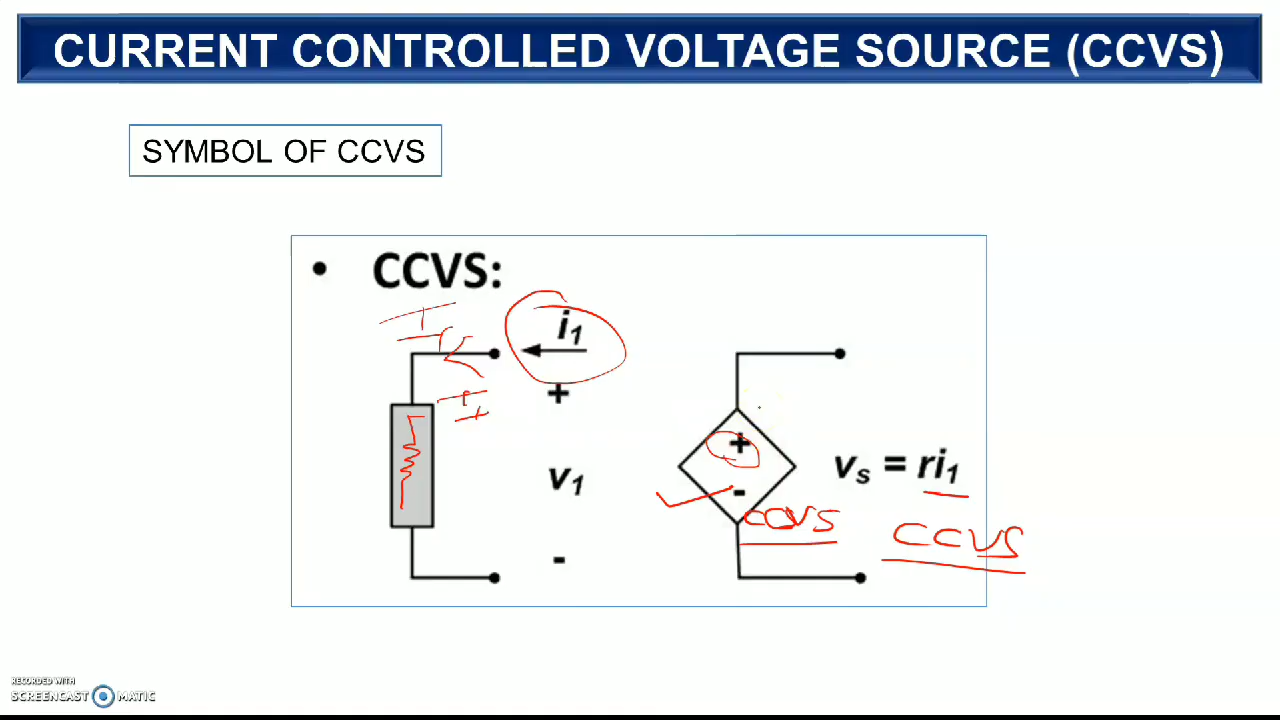 CURRENT CONTROLLED VOLTAGE SOURCE (CCVS)
SYMBOL OF CCVS
• CCVS:
i₁
+
v₁
-
+
-
vₛ = ri₁
CCVS
CCVS
RECORDED WITH
SCREENCAST MATIC